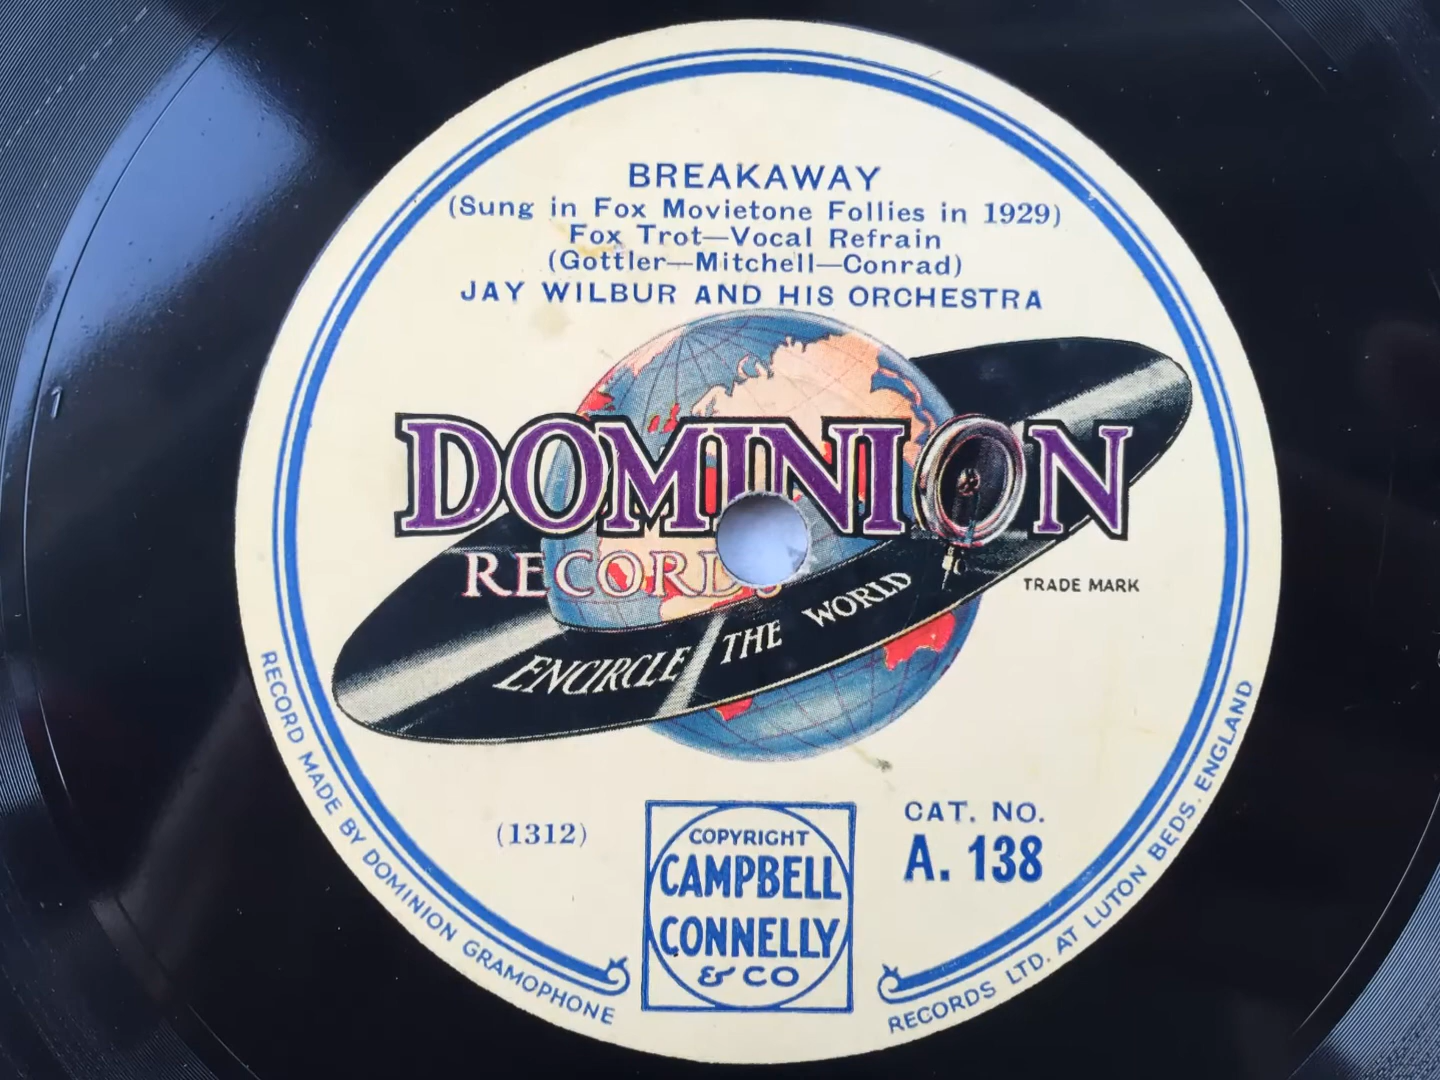 BREAKAWAY
(Sung in Fox Movietone Follies in 1929)
Fox Trot—Vocal Refrain
(Gottler—Mitchell—Conrad)
JAY WILBUR AND HIS ORCHESTRA
DOMINION
RECORDS
ENCIRCLE THE WORLD
TRADE MARK
(1312)
COPYRIGHT
CAMPBELL
CONNELLY
& CO
CAT. NO.
A. 138
RECORD MADE BY DOMINION GRAMOPHONE RECORDS LTD. AT LUTON BEDS. ENGLAND